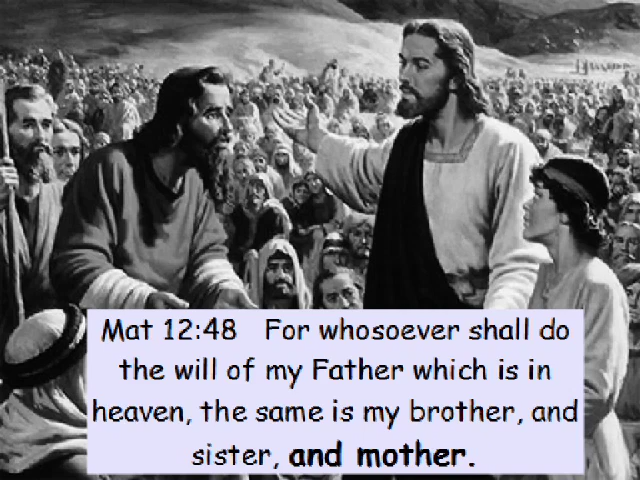 Mat 12:48 For whosoever shall do
the will of my Father which is in
heaven, the same is my brother, and
sister, and mother.